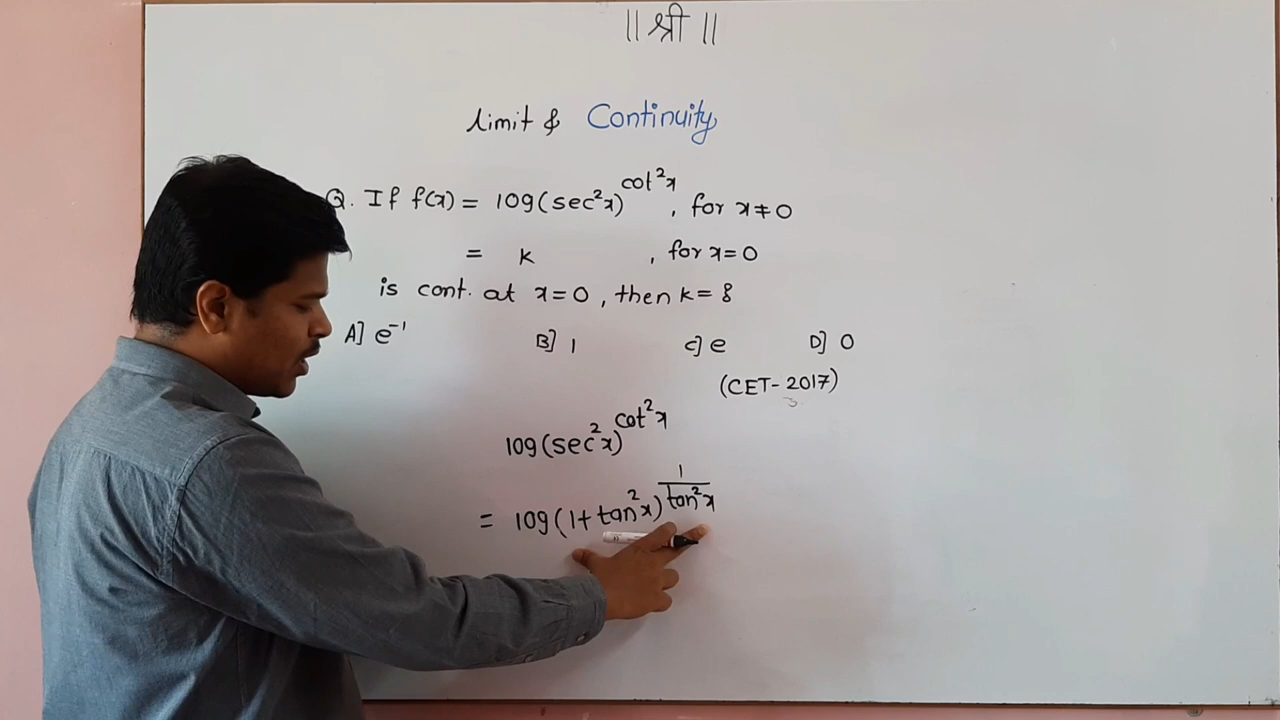 || श्री ||
Limit & Continuity
Q. If f(x) = log(sec²x)^cot²x, for x≠0
= k , for x=0
is cont. at x=0, then k= 8
A] e⁻¹ B] 1 C] e D] 0
(CET-2017)
log(sec²x)^cot²x
= log(1+tan²x)^1/tan²x